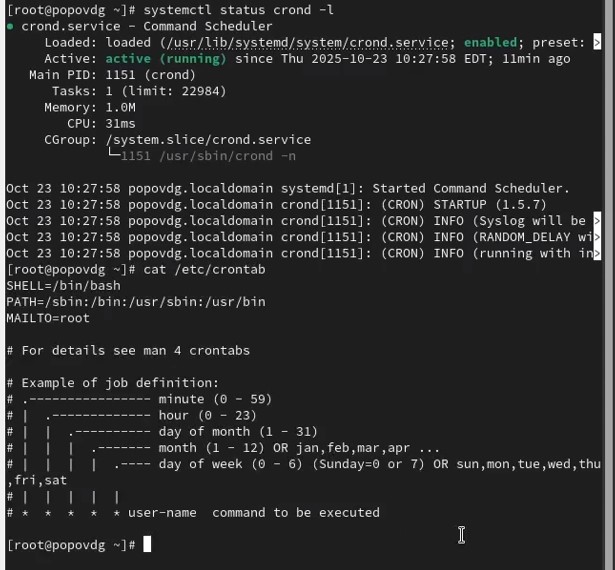 [root@popovdg ~]# systemctl status crond -l
● crond.service - Command Scheduler
     Loaded: loaded (/usr/lib/systemd/system/crond.service; enabled; preset: >
     Active: active (running) since Thu 2025-10-23 10:27:58 EDT; 11min ago
   Main PID: 1151 (crond)
      Tasks: 1 (limit: 22984)
     Memory: 1.0M
        CPU: 31ms
     CGroup: /system.slice/crond.service
             └─1151 /usr/sbin/crond -n

Oct 23 10:27:58 popovdg.localdomain systemd[1]: Started Command Scheduler.
Oct 23 10:27:58 popovdg.localdomain crond[1151]: (CRON) STARTUP (1.5.7)
Oct 23 10:27:58 popovdg.localdomain crond[1151]: (CRON) INFO (Syslog will be >
Oct 23 10:27:58 popovdg.localdomain crond[1151]: (CRON) INFO (RANDOM_DELAY wi>
Oct 23 10:27:58 popovdg.localdomain crond[1151]: (CRON) INFO (running with in>
[root@popovdg ~]# cat /etc/crontab
SHELL=/bin/bash
PATH=/sbin:/bin:/usr/sbin:/usr/bin
MAILTO=root

# For details see man 4 crontabs

# Example of job definition:
# .---------------- minute (0 - 59)
# |  .------------- hour (0 - 23)
# |  |  .---------- day of month (1 - 31)
# |  |  |  .------- month (1 - 12) OR jan,feb,mar,apr ...
# |  |  |  |  .---- day of week (0 - 6) (Sunday=0 or 7) OR sun,mon,tue,wed,thu
,fri,sat
# |  |  |  |  |
# *  *  *  *  * user-name  command to be executed

[root@popovdg ~]#